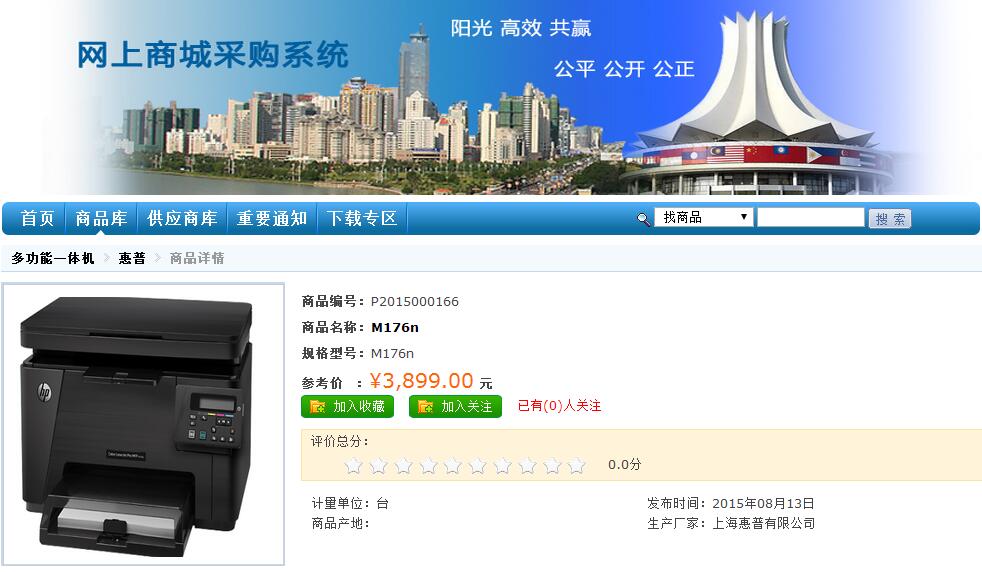 阳光 高效 共赢
网上商城采购系统
公平 公开 公正
首页 商品库 供应商库 重要通知 下载专区 找商品 搜索
多功能一体机 惠普 商品详情
商品编号：P2015000166
商品名称：M176n
规格型号：M176n
参考价 ：¥3,899.00 元
加入收藏 加入关注 已有(0)人关注
评价总分：
0.0分
计量单位：台 发布时间：2015年08月13日
商品产地： 生产厂家：上海惠普有限公司
hp